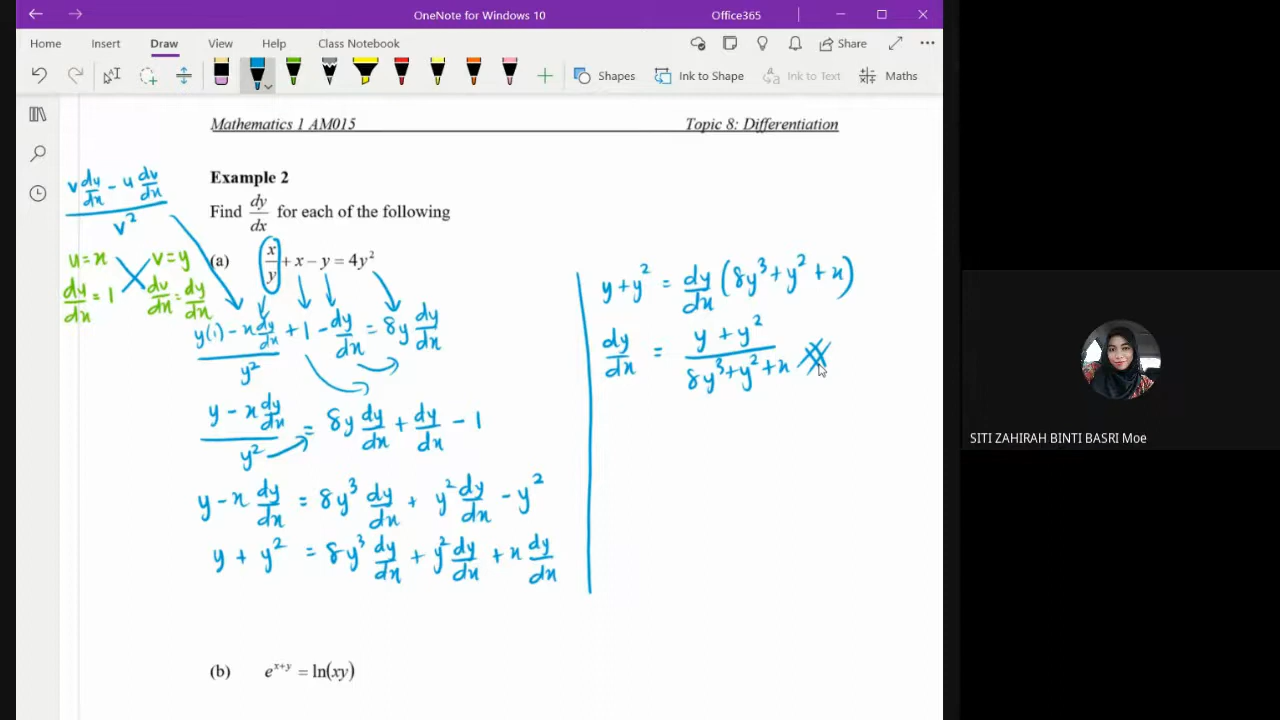 OneNote for Windows 10
Office365
Home Insert Draw View Help Class Notebook
Share
Shapes Ink to Shape Ink to Text Maths
Mathematics 1 AM015 Topic 8: Differentiation
Example 2
Find dy/dx for each of the following
(v du/dx - u dv/dx)/v²
u = x v = y
du/dx = 1 dv/dx = dy/dx
(a) x/y + x − y = 4y²
(y(1) - x dy/dx)/y² + 1 - dy/dx = 8y dy/dx
(y - x dy/dx)/y² = 8y dy/dx + dy/dx - 1
y - x dy/dx = 8y³ dy/dx + y² dy/dx - y²
y + y² = 8y³ dy/dx + y² dy/dx + x dy/dx
y + y² = dy/dx (8y³ + y² + x)
dy/dx = (y + y²)/(8y³ + y² + x)
(b) e^(x+y) = ln(xy)
SITI ZAHIRAH BINTI BASRI Moe